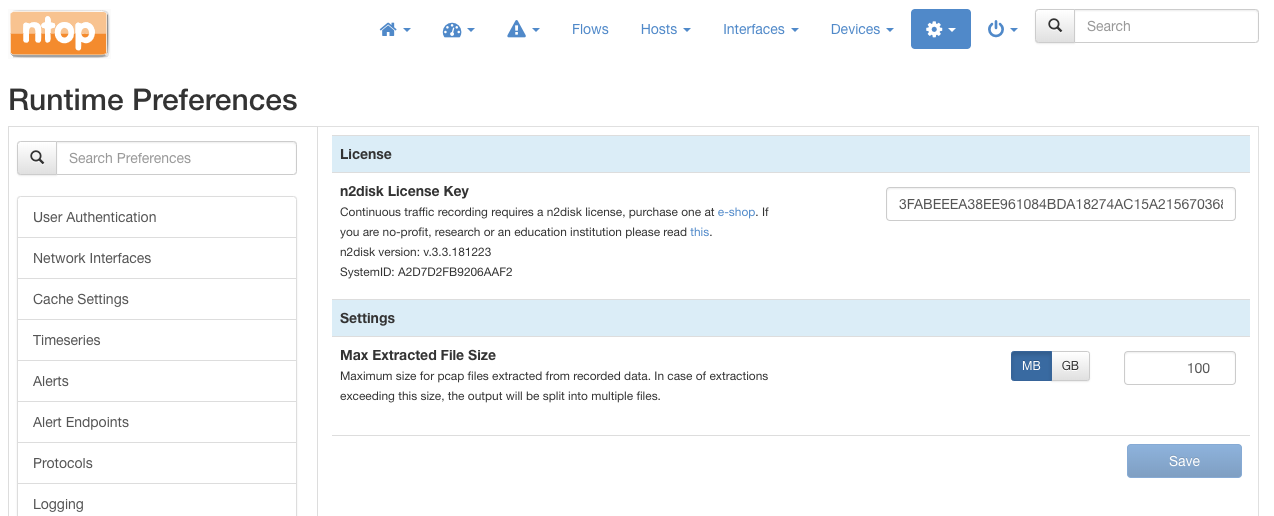 ntop
Flows
Hosts
Interfaces
Devices
Search
Runtime Preferences
Search Preferences
User Authentication
Network Interfaces
Cache Settings
Timeseries
Alerts
Alert Endpoints
Protocols
Logging
License
n2disk License Key
Continuous traffic recording requires a n2disk license, purchase one at e-shop. If
you are no-profit, research or an education institution please read this.
n2disk version: v.3.3.181223
SystemID: A2D7D2FB9206AAF2
3FABEEEA38EE961084BDA18274AC15A215670368
Settings
Max Extracted File Size
Maximum size for pcap files extracted from recorded data. In case of extractions
exceeding this size, the output will be split into multiple files.
MB
GB
100
Save